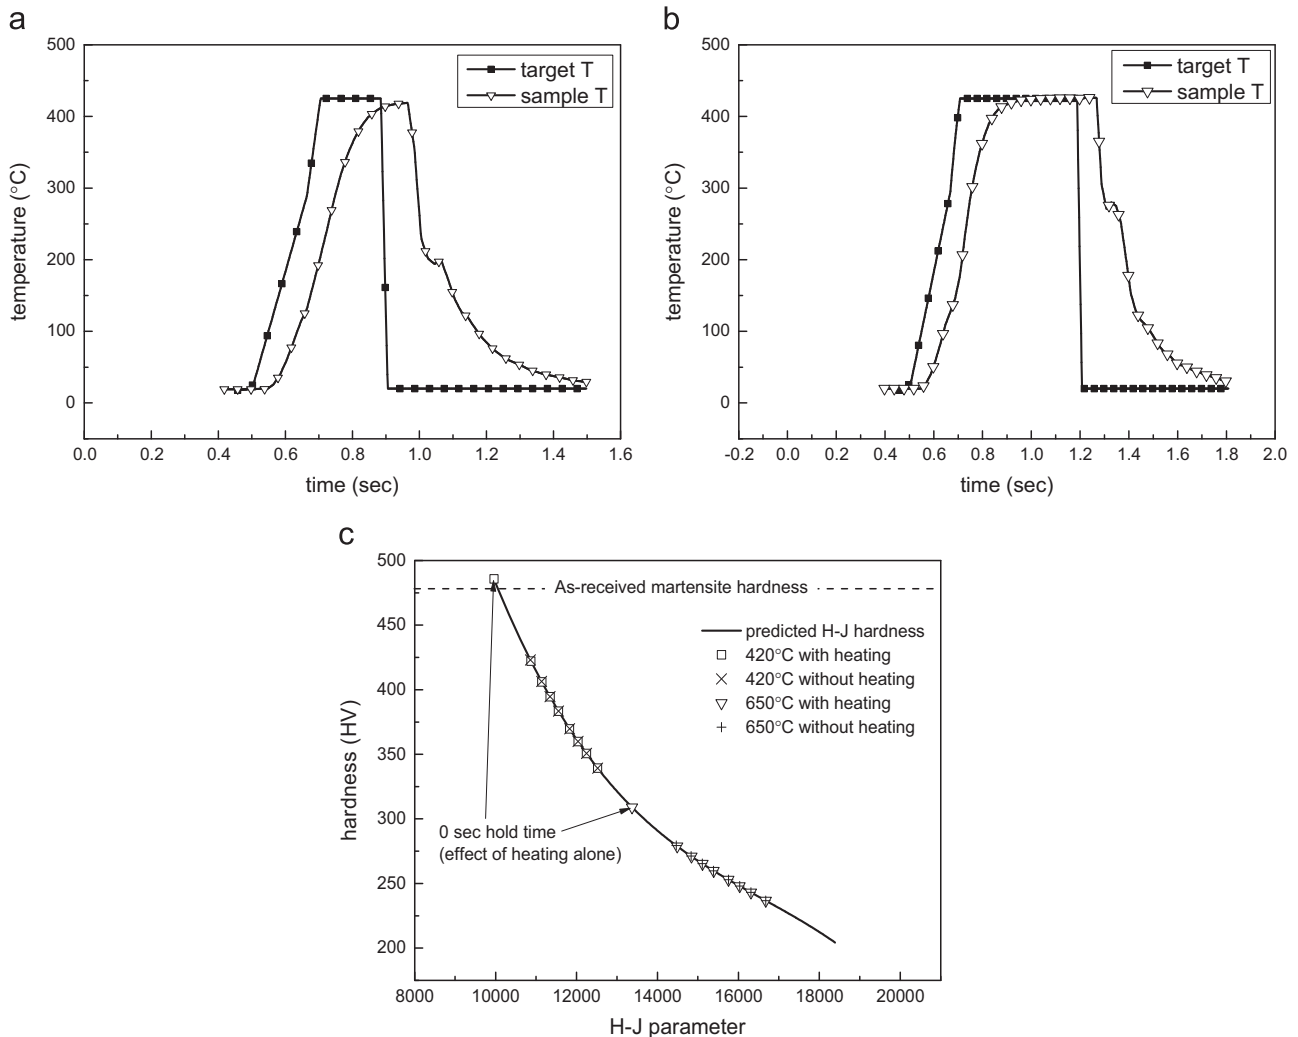 a
500
400
300
200
100
0
temperature (°C)
target T
sample T
0.0 0.2 0.4 0.6 0.8 1.0 1.2 1.4 1.6
time (sec)
b
500
400
300
200
100
0
temperature (°C)
target T
sample T
-0.2 0.0 0.2 0.4 0.6 0.8 1.0 1.2 1.4 1.6 1.8 2.0
time (sec)
c
500
450
400
350
300
250
200
hardness (HV)
As-received martensite hardness
predicted H-J hardness
420°C with heating
420°C without heating
650°C with heating
650°C without heating
0 sec hold time
(effect of heating alone)
8000 10000 12000 14000 16000 18000 20000
H-J parameter